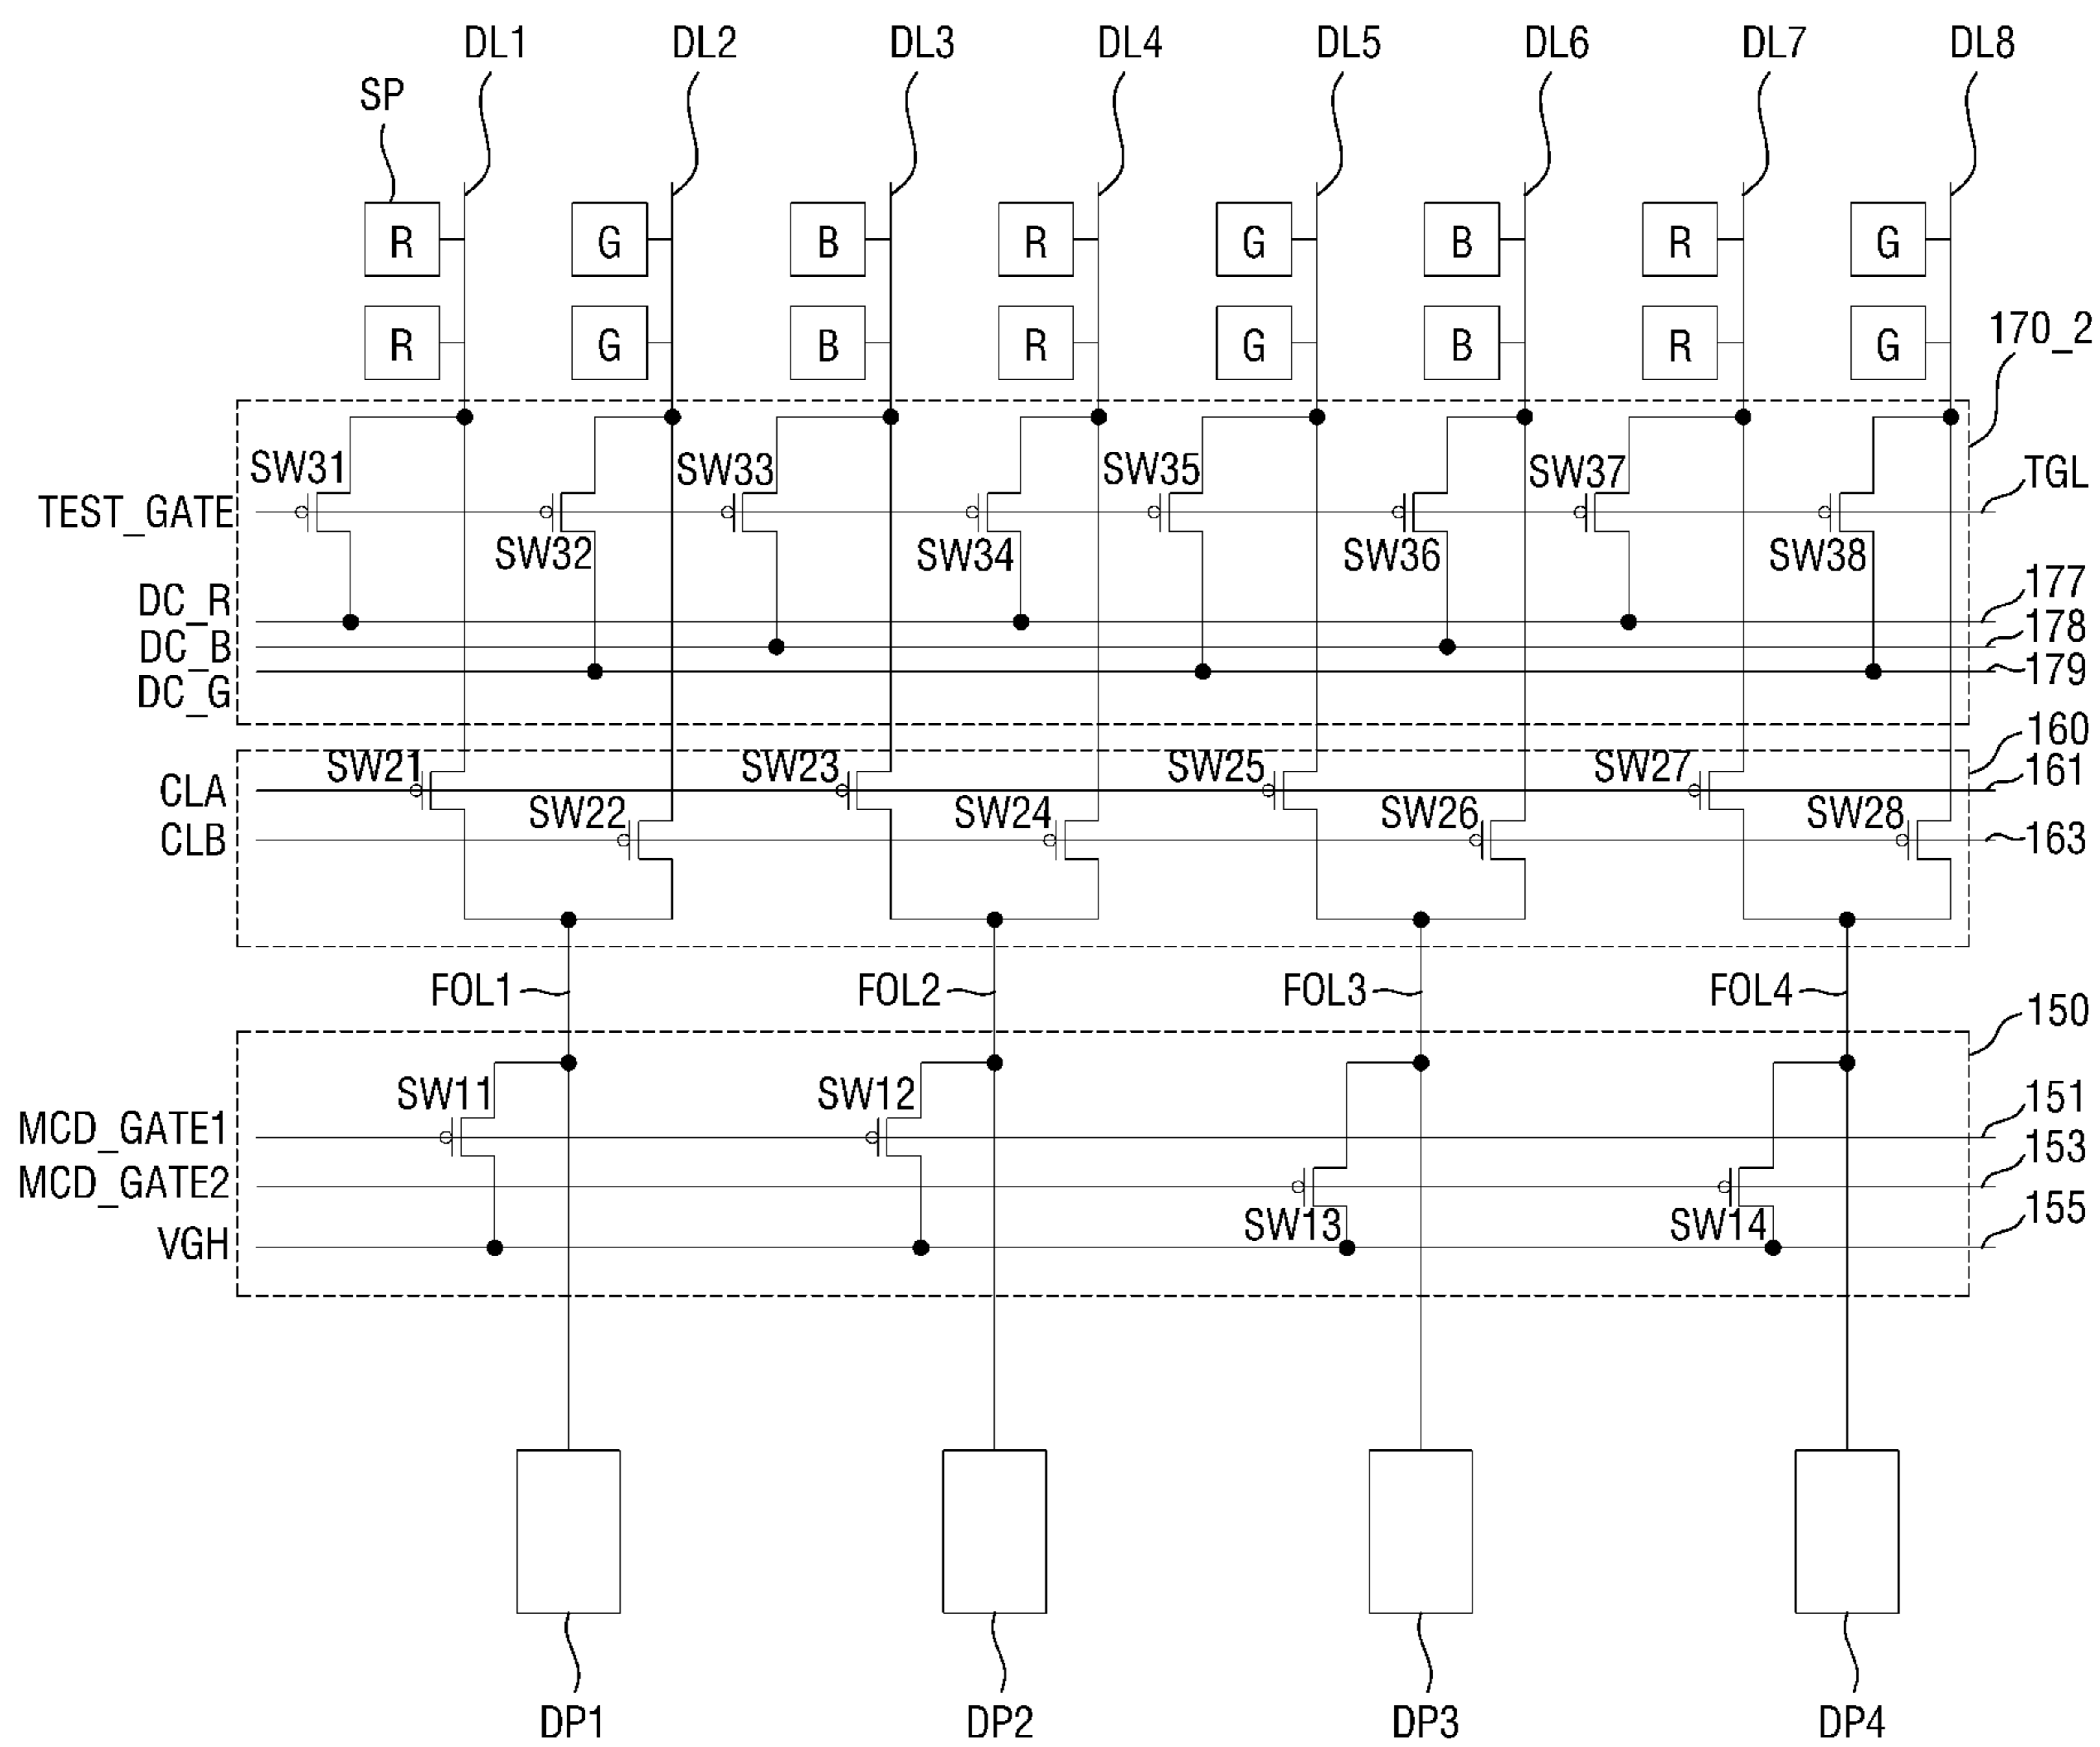 DL1 DL2 DL3 DL4 DL5 DL6 DL7 DL8
SP
R G B R G B R G
170_2
R G B R G B R G
SW31 SW33 SW35 SW37 TGL
TEST_GATE
SW32 SW34 SW36 SW38
DC_R 177
DC_B 178
DC_G 179
160
SW21 SW23 SW25 SW27 161
CLA
SW22 SW24 SW26 SW28
CLB 163
FOL1 FOL2 FOL3 FOL4
150
SW11 SW12 151
MCD_GATE1
153
MCD_GATE2
155
SW13 SW14
VGH
DP1 DP2 DP3 DP4